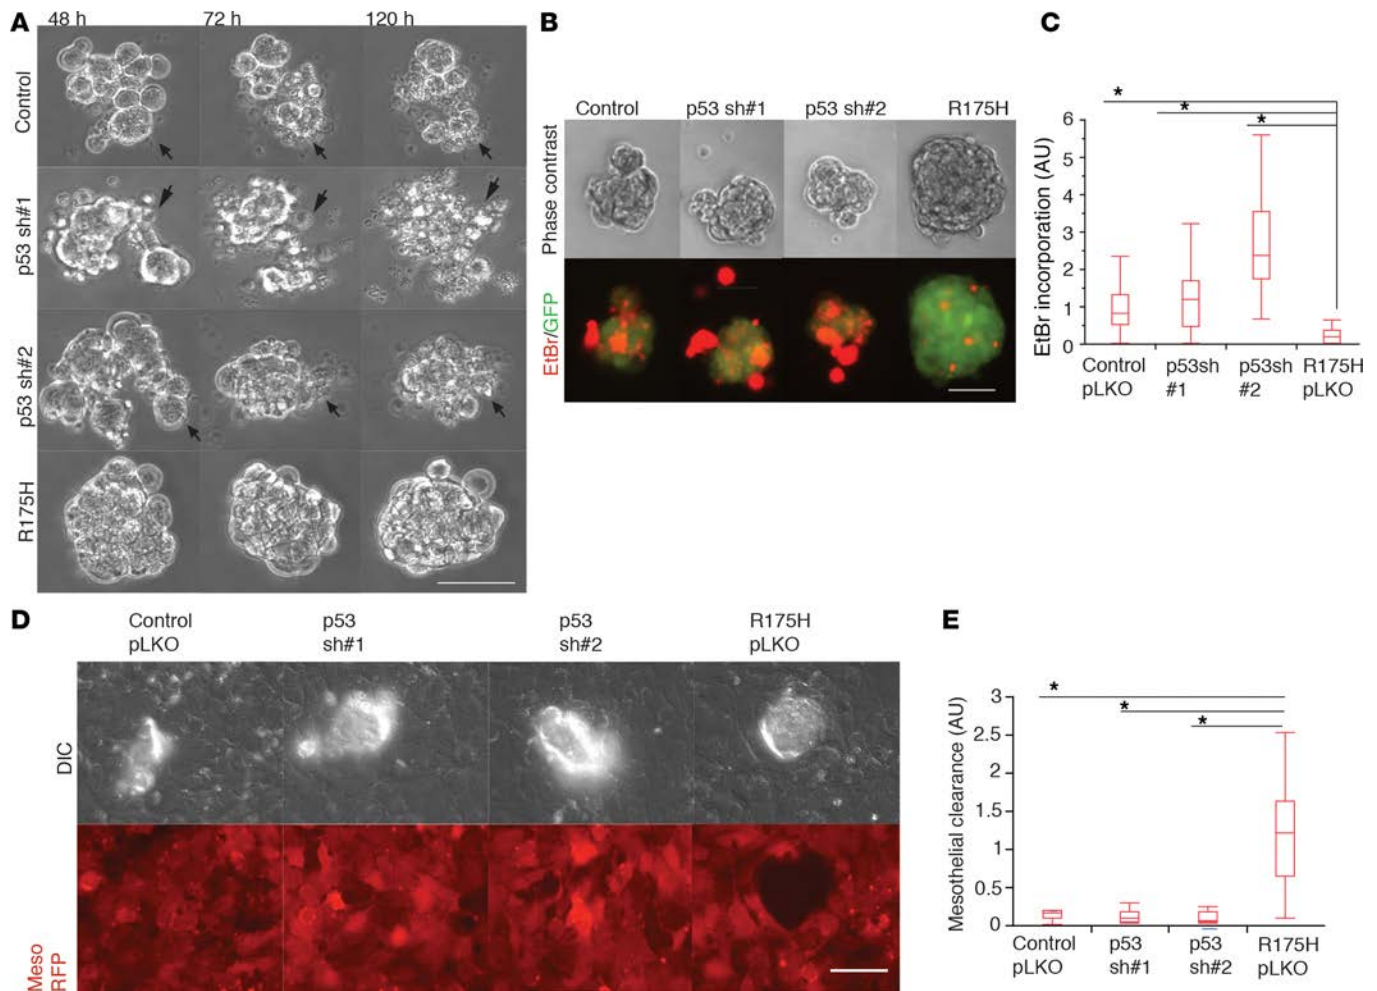 A
48 h
72 h
120 h
Control
p53 sh#1
p53 sh#2
R175H
B
Control
p53 sh#1
p53 sh#2
R175H
Phase contrast
EtBr/GFP
C
*
*
*
EtBr incorporation (AU)
6
5
4
3
2
1
0
Control
pLKO
p53sh
#1
p53sh
#2
R175H
pLKO
D
Control
pLKO
p53
sh#1
p53
sh#2
R175H
pLKO
DIC
Meso
RFP
E
*
*
*
Mesothelial clearance (AU)
3
2.5
2
1.5
1
0.5
0
Control
pLKO
p53
sh#1
p53
sh#2
R175H
pLKO